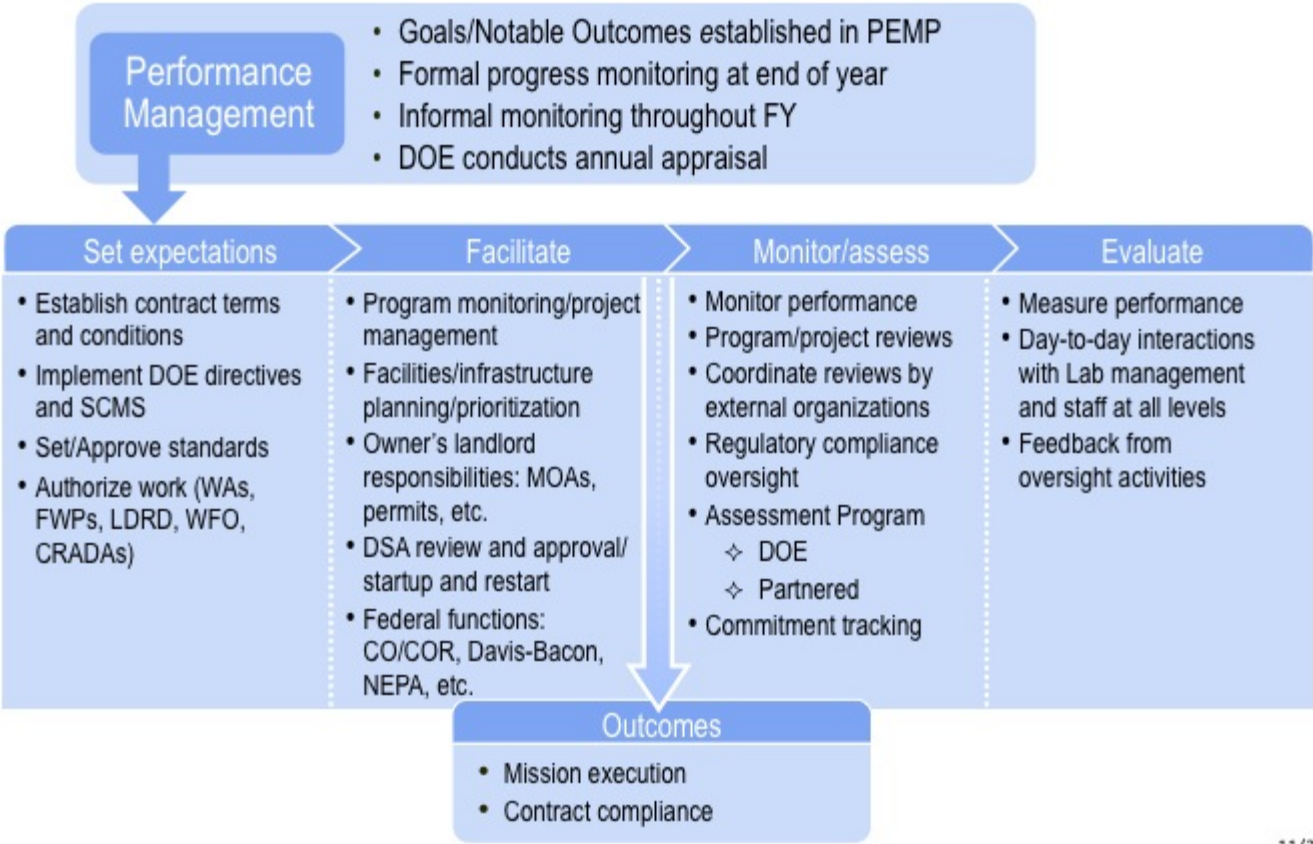 Performance
Management
• Goals/Notable Outcomes established in PEMP
• Formal progress monitoring at end of year
• Informal monitoring throughout FY
• DOE conducts annual appraisal
Set expectations
• Establish contract terms
and conditions
• Implement DOE directives
and SCMS
• Set/Approve standards
• Authorize work (WAs,
FWPs, LDRD, WFO,
CRADAs)
Facilitate
• Program monitoring/project
management
• Facilities/infrastructure
planning/prioritization
• Owner's landlord
responsibilities: MOAs,
permits, etc.
• DSA review and approval/
startup and restart
• Federal functions:
CO/COR, Davis-Bacon,
NEPA, etc.
Monitor/assess
• Monitor performance
• Program/project reviews
• Coordinate reviews by
external organizations
• Regulatory compliance
oversight
• Assessment Program
✧ DOE
✧ Partnered
• Commitment tracking
Evaluate
• Measure performance
• Day-to-day interactions
with Lab management
and staff at all levels
• Feedback from
oversight activities
Outcomes
• Mission execution
• Contract compliance